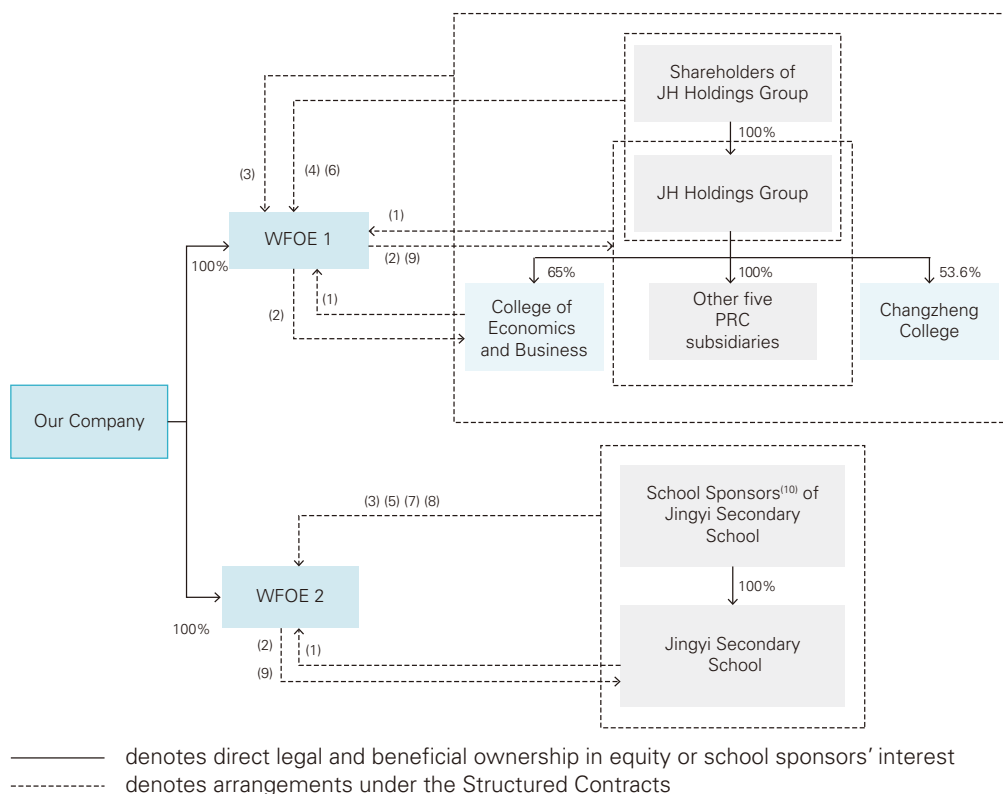 Shareholders of
JH Holdings Group
100%
(3)
(4) (6)
JH Holdings Group
(1)
WFOE 1
(2) (9)
100%
65%
100%
53.6%
(1)
(2)
College of
Economics
and Business
Other five
PRC
subsidiaries
Changzheng
College
Our Company
School Sponsors(10) of
Jingyi Secondary
School
(3) (5) (7) (8)
100%
WFOE 2
100%
(2)
(1)
(9)
Jingyi Secondary
School
denotes direct legal and beneficial ownership in equity or school sponsors’ interest
denotes arrangements under the Structured Contracts